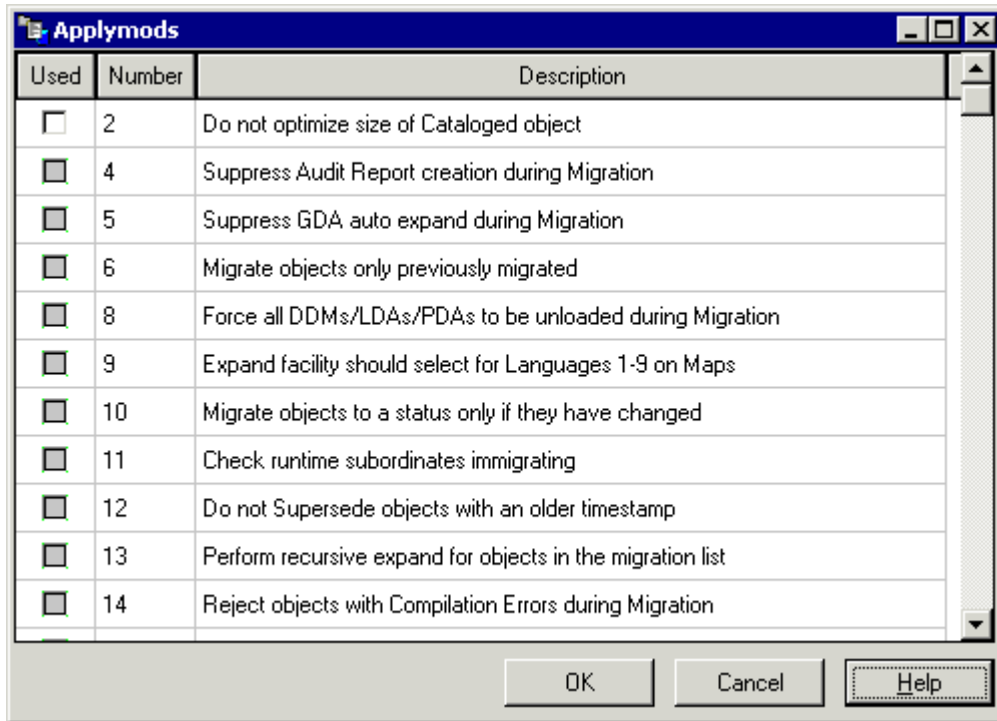 Applymods
Used Number Description
2 Do not optimize size of Cataloged object
4 Suppress Audit Report creation during Migration
5 Suppress GDA auto expand during Migration
6 Migrate objects only previously migrated
8 Force all DDMs/LDAs/PDAs to be unloaded during Migration
9 Expand facility should select for Languages 1-9 on Maps
10 Migrate objects to a status only if they have changed
11 Check runtime subordinates immigrating
12 Do not Supersede objects with an older timestamp
13 Perform recursive expand for objects in the migration list
14 Reject objects with Compilation Errors during Migration
OK Cancel Help